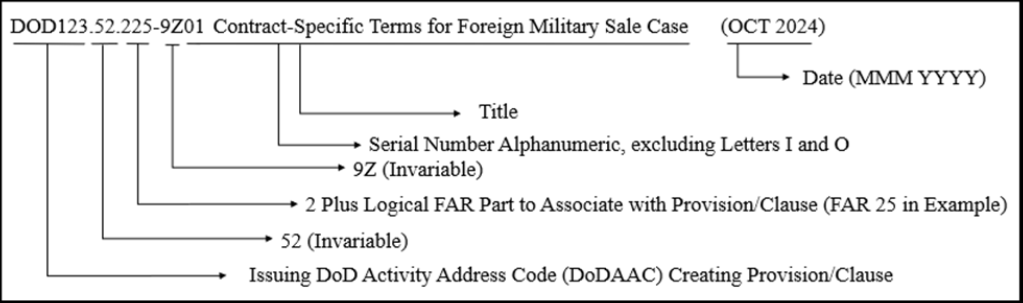 DOD123.52.225-9Z01 Contract-Specific Terms for Foreign Military Sale Case (OCT 2024)
Date (MMM YYYY)
Title
Serial Number Alphanumeric, excluding Letters I and O
9Z (Invariable)
2 Plus Logical FAR Part to Associate with Provision/Clause (FAR 25 in Example)
52 (Invariable)
Issuing DoD Activity Address Code (DoDAAC) Creating Provision/Clause